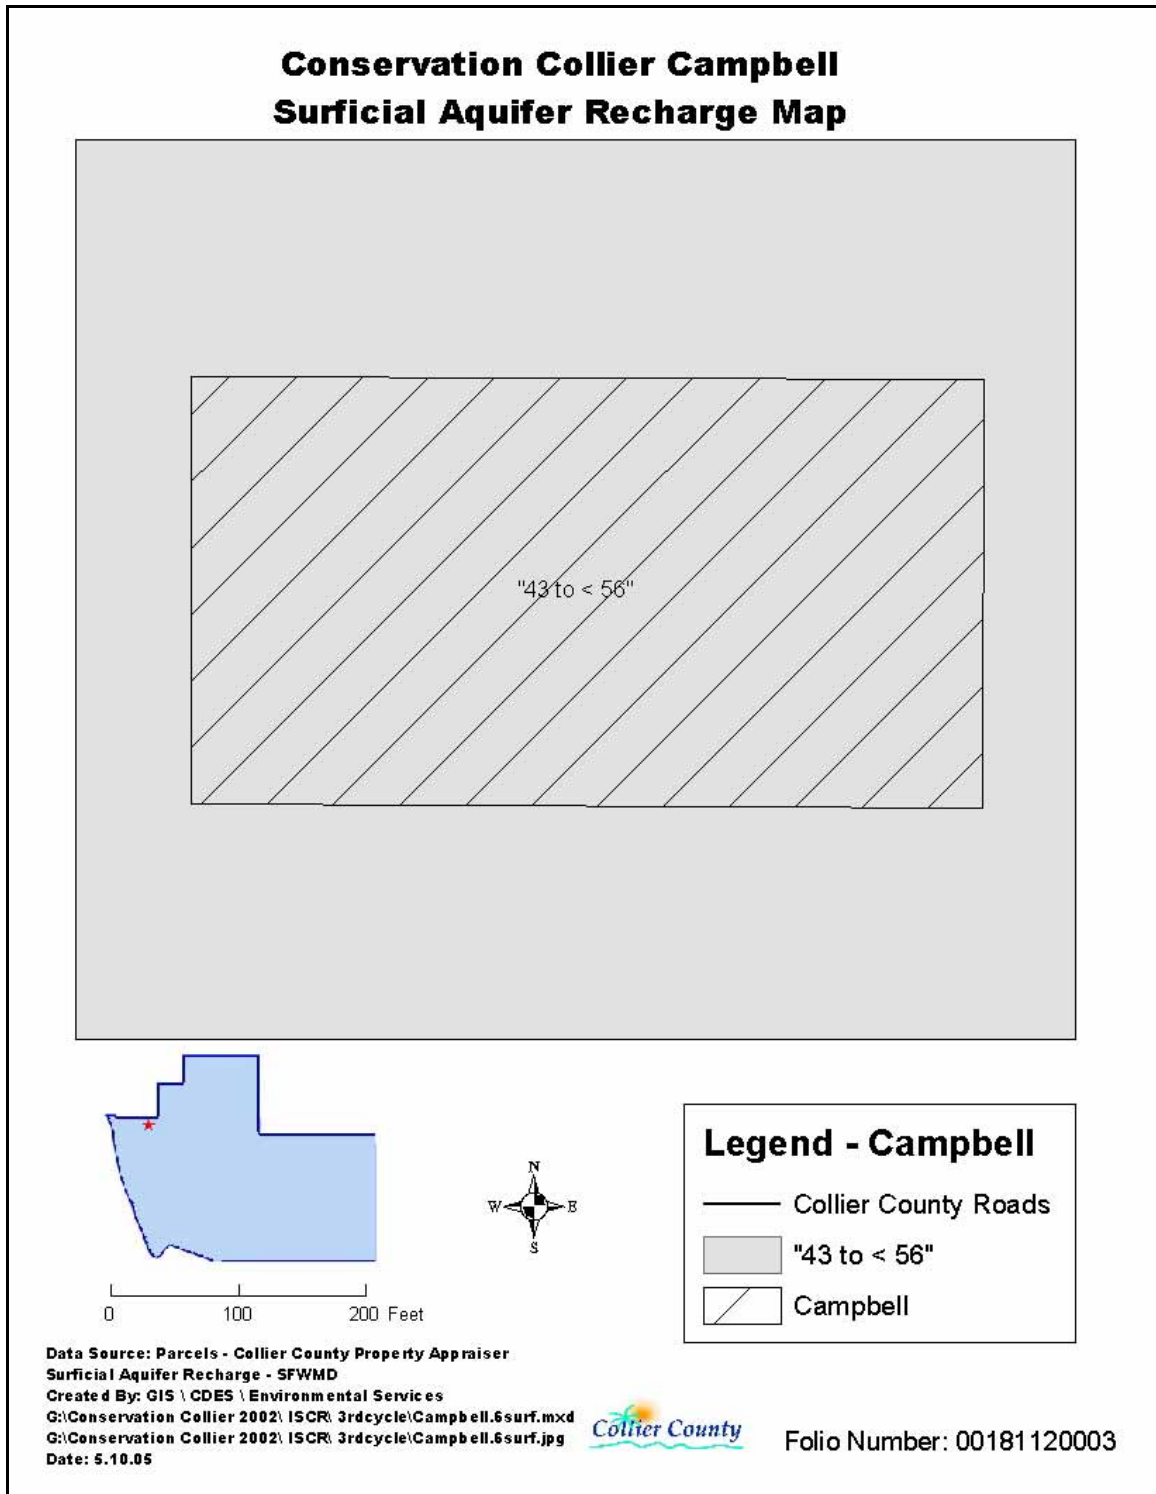 Conservation Collier Campbell
Surficial Aquifer Recharge Map
"43 to < 56"
N
W E
S
0 100 200 Feet
Legend - Campbell
Collier County Roads
"43 to < 56"
Campbell
Data Source: Parcels - Collier County Property Appraiser
Surficial Aquifer Recharge - SFWMD
Created By: GIS \ CDES \ Environmental Services
G:\Conservation Collier 2002\ ISCR\ 3rdcycle\Campbell.6surf.mxd
G:\Conservation Collier 2002\ ISCR\ 3rdcycle\Campbell.6surf.jpg
Date: 5.10.05
Collier County
Folio Number: 00181120003